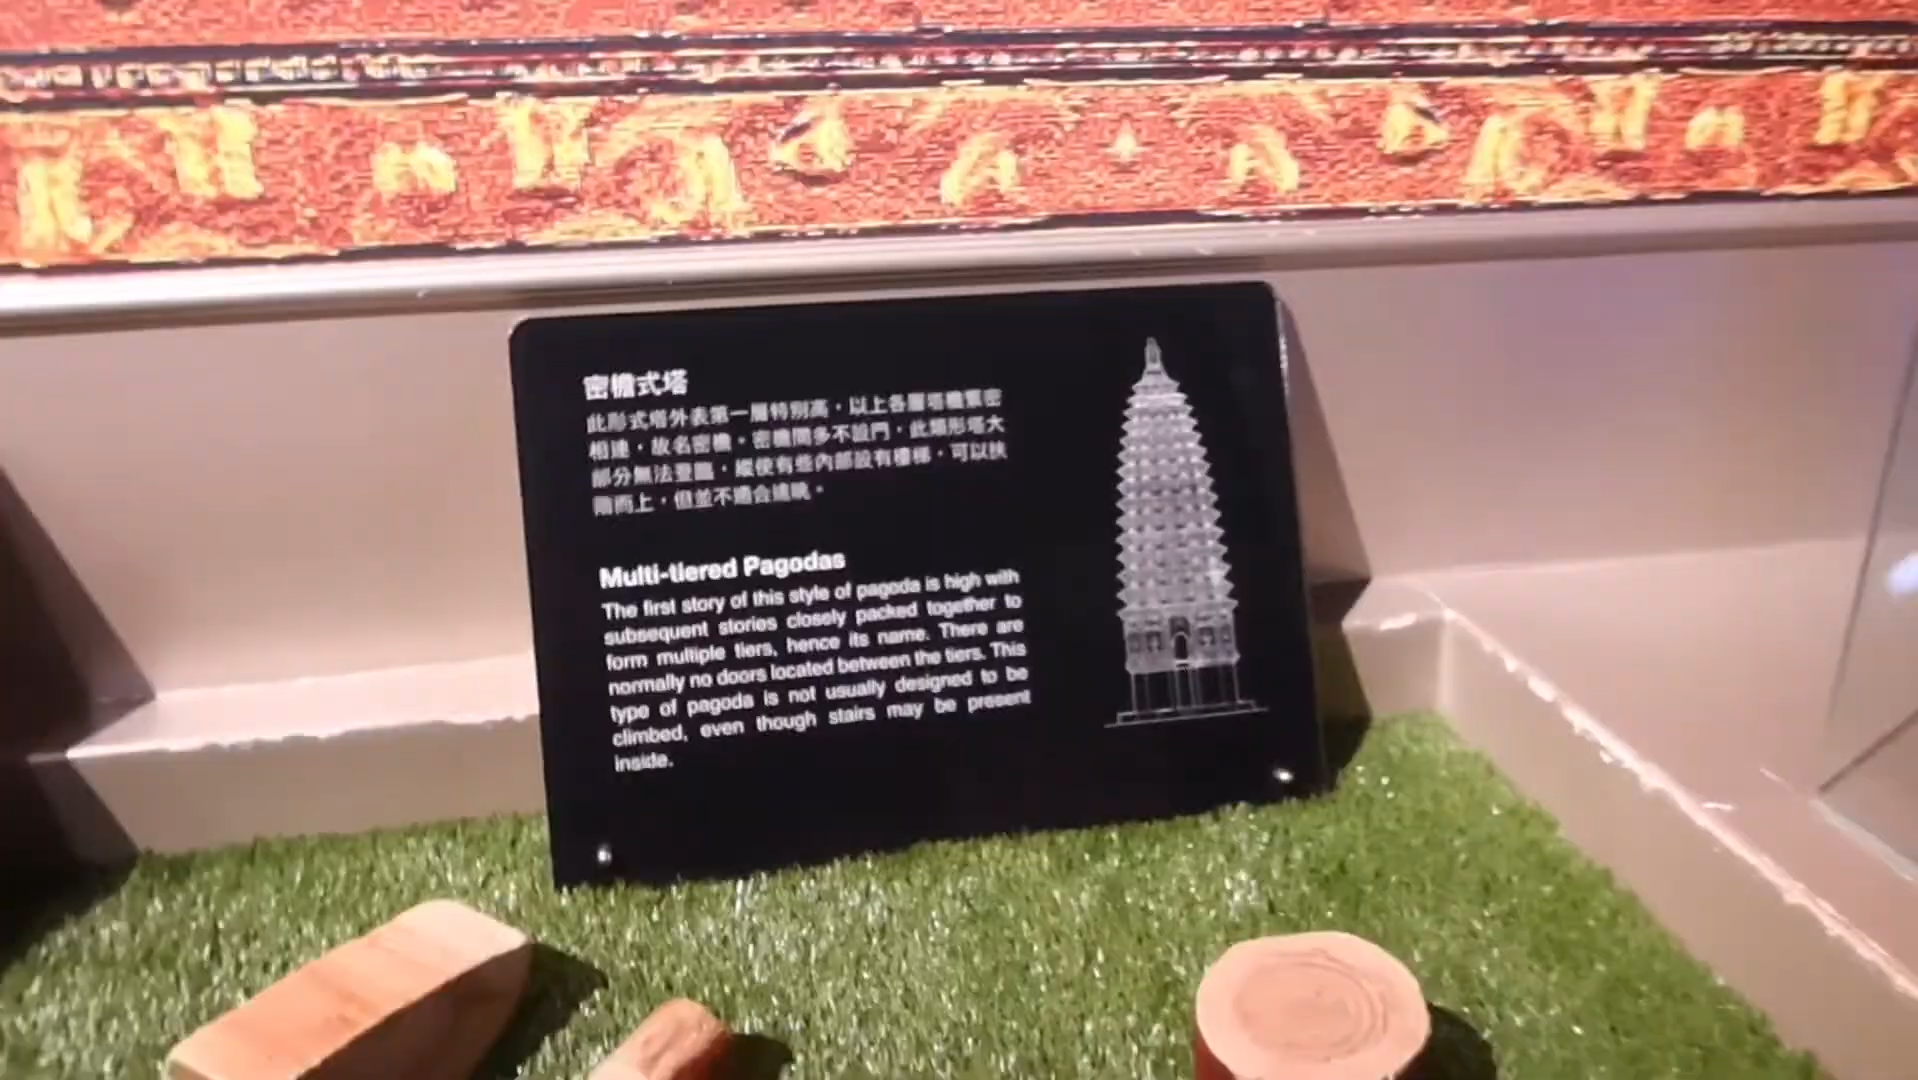 密檐式塔
此形式塔外表第一層特別高，以上各層塔檐緊密
相連，故名密檐。密檐間多不設門，此類形塔大
部分無法登臨，縱使有些內部設有樓梯，可以扶
階而上，但並不適合遠眺。
Multi-tiered Pagodas
The first story of this style of pagoda is high with
subsequent stories closely packed together to
form multiple tiers, hence its name. There are
normally no doors located between the tiers. This
type of pagoda is not usually designed to be
climbed, even though stairs may be present
inside.